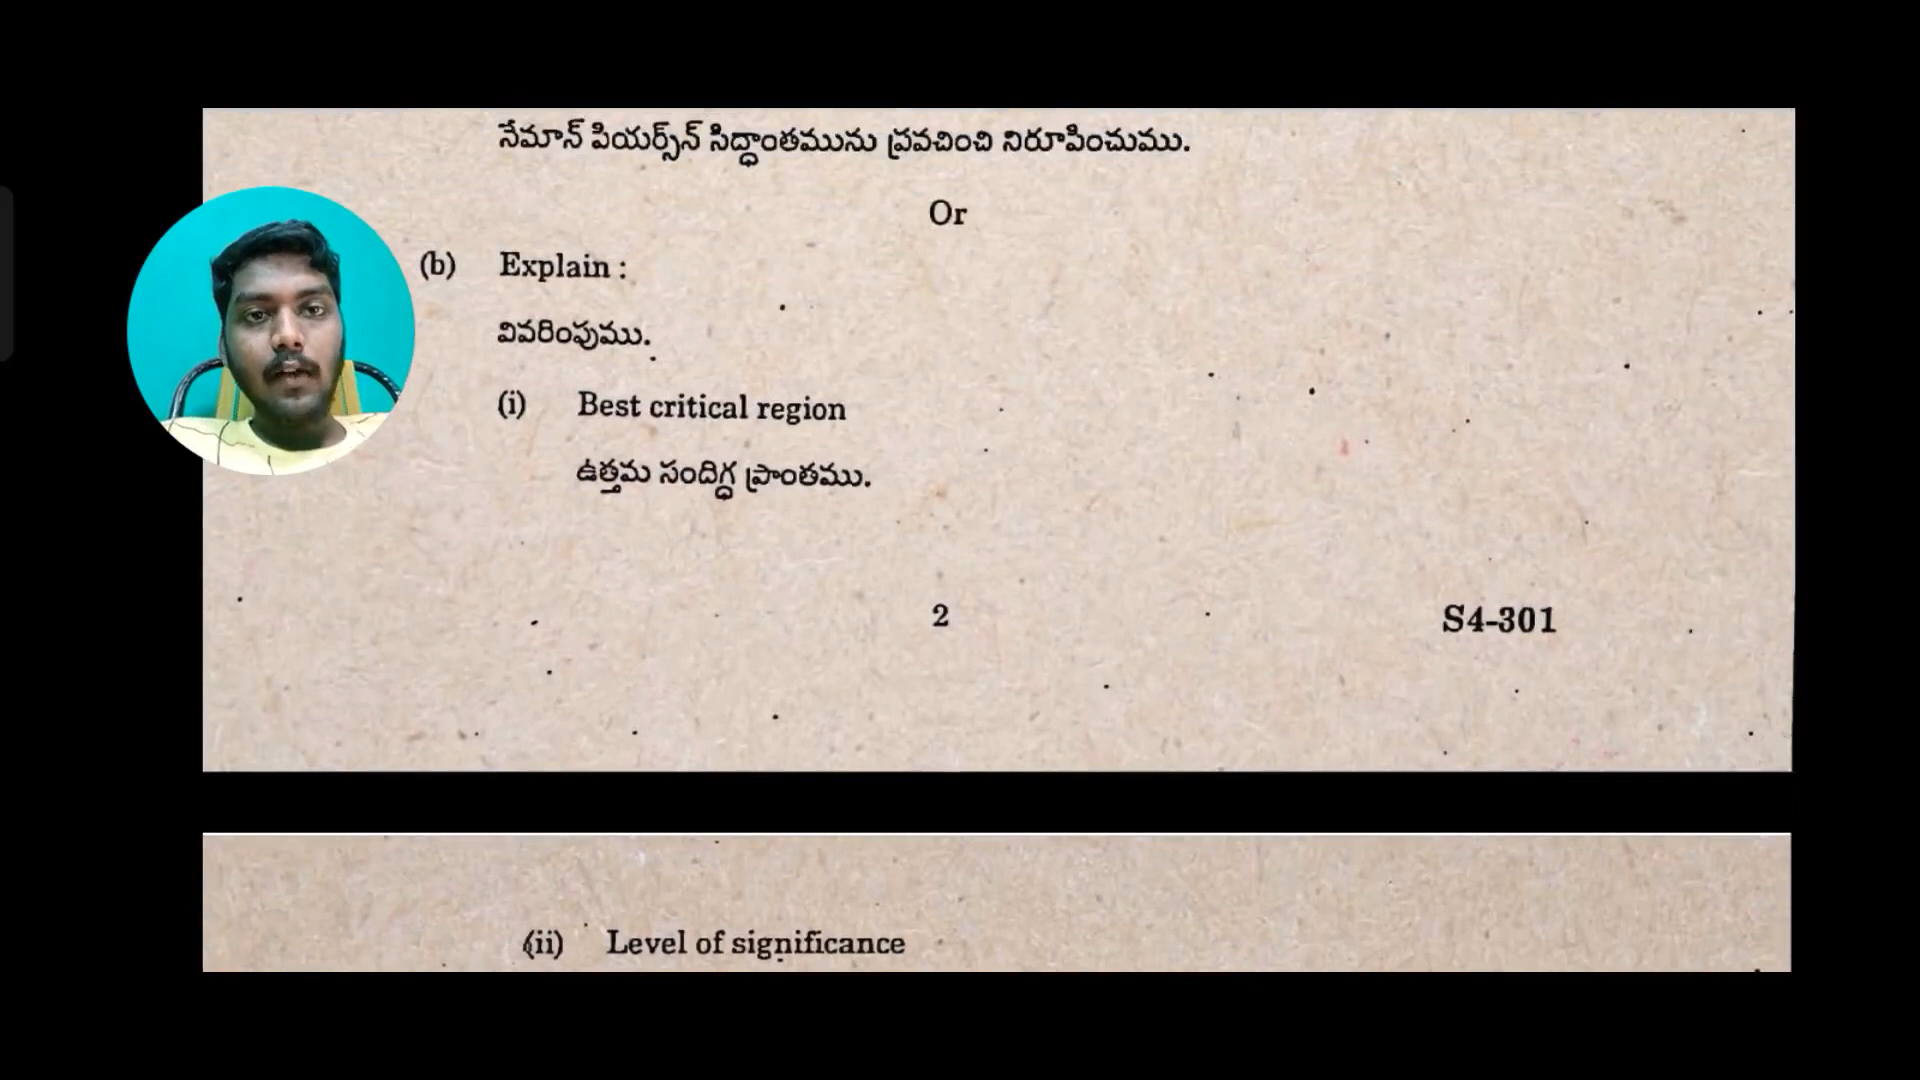 నేమాన్ పియర్సన్ సిద్ధాంతమును ప్రవచించి నిరూపించుము.
Or
(b) Explain :
వివరింపుము.
(i) Best critical region
ఉత్తమ సందిగ్ధ ప్రాంతము.
2 S4-301
(ii) Level of significance